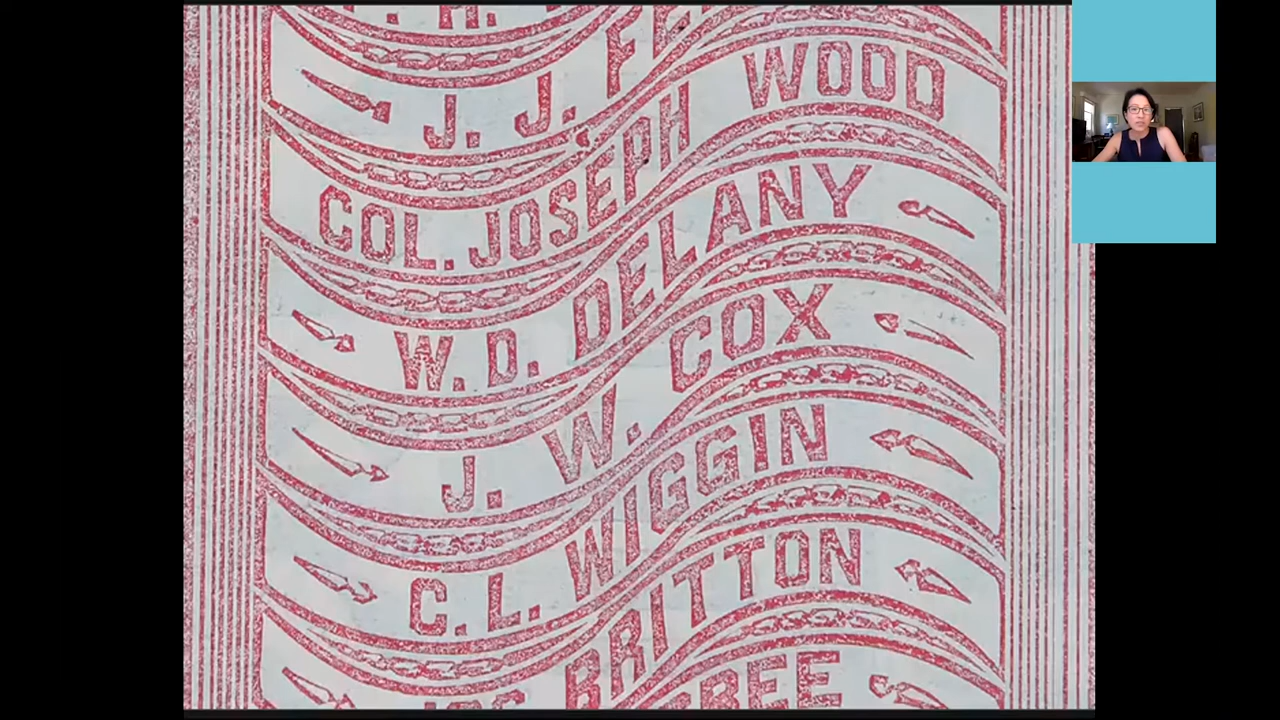 J. J.
COL. JOSEPH WOOD
W. D. DELANY
J. W. COX
C. L. WIGGIN
BRITTON